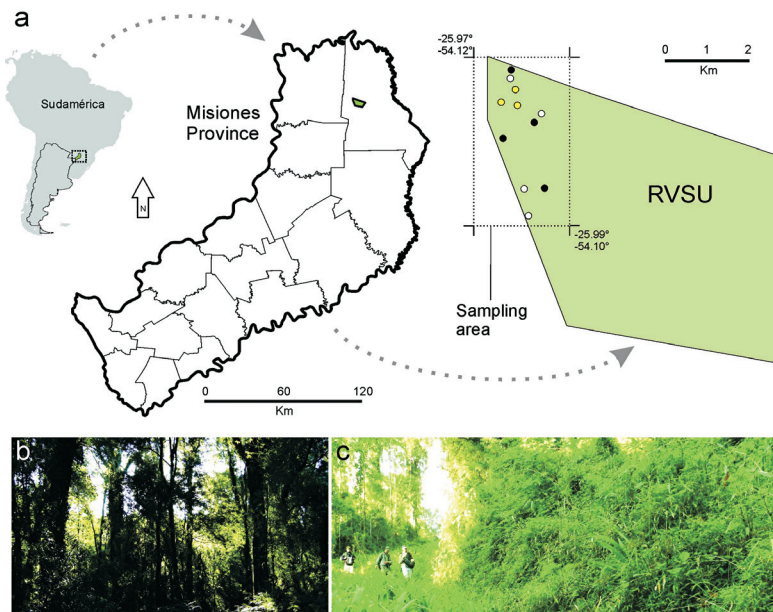 a
Sudamérica
N
Misiones
Province
0 60 120
Km
-25.97°
-54.12°
0 1 2
Km
RVSU
-25.99°
-54.10°
Sampling
area
b
c